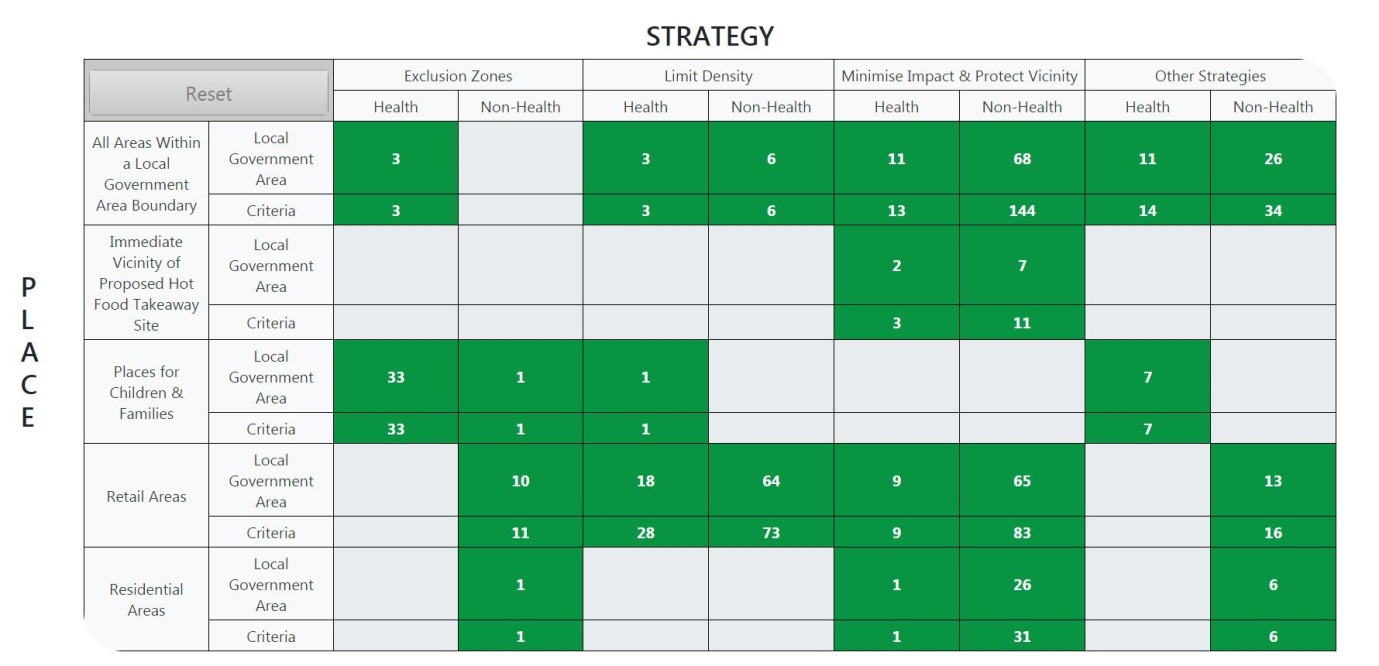 STRATEGY
Reset
Exclusion Zones
Limit Density
Minimise Impact & Protect Vicinity
Other Strategies
Health
Non-Health
Health
Non-Health
Health
Non-Health
Health
Non-Health
PLACE
All Areas Within
a Local
Government
Area Boundary
Local
Government
Area
3
3
6
11
68
11
26
Criteria
3
3
6
13
144
14
34
Immediate
Vicinity of
Proposed Hot
Food Takeaway
Site
Local
Government
Area
2
7
Criteria
3
11
Places for
Children &
Families
Local
Government
Area
33
1
1
7
Criteria
33
1
1
7
Retail Areas
Local
Government
Area
10
18
64
9
65
13
Criteria
11
28
73
9
83
16
Residential
Areas
Local
Government
Area
1
1
26
6
Criteria
1
1
31
6